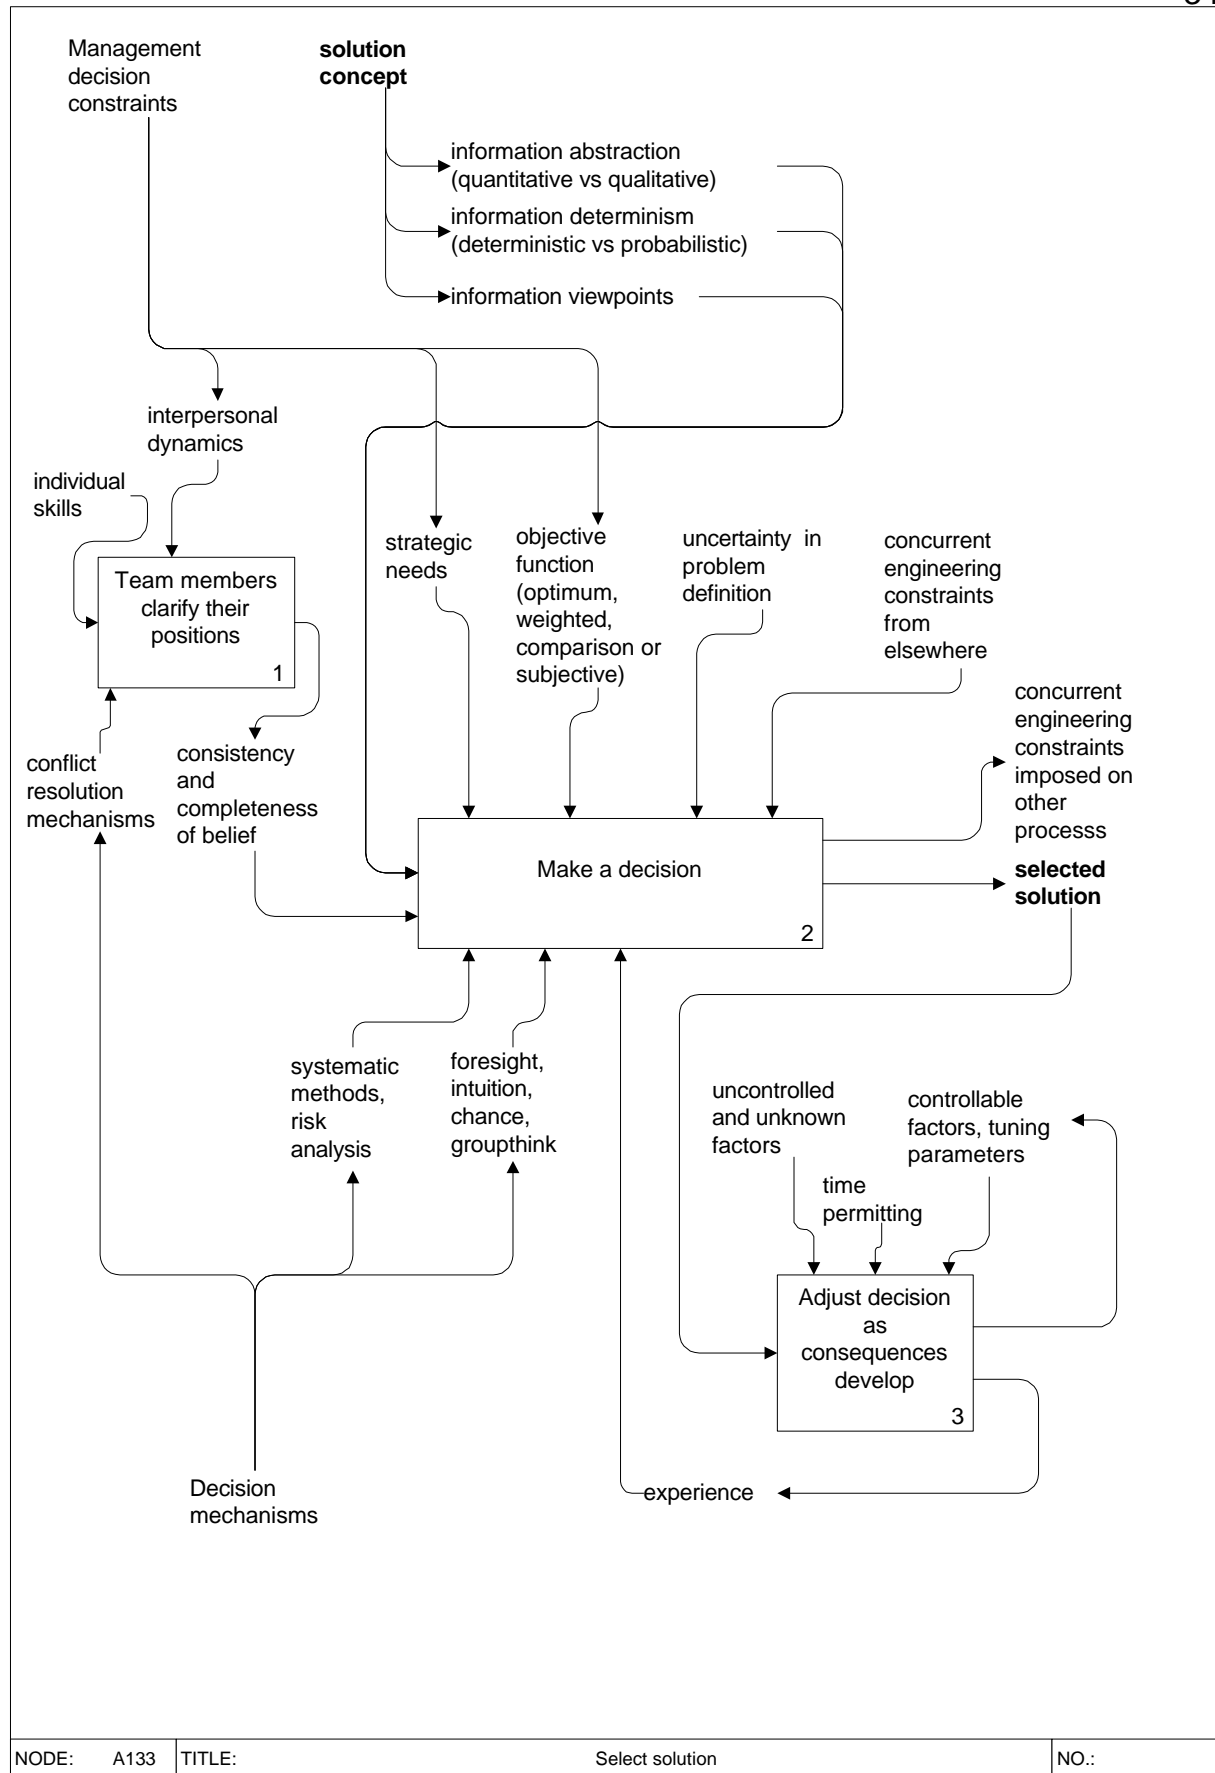 Management
decision
constraints
solution
concept
information abstraction
(quantitative vs qualitative)
information determinism
(deterministic vs probabilistic)
information viewpoints
interpersonal
dynamics
individual
skills
Team members
clarify their
positions
1
strategic
needs
objective
function
(optimum,
weighted,
comparison or
subjective)
uncertainty in
problem
definition
concurrent
engineering
constraints
from
elsewhere
concurrent
engineering
constraints
imposed on
other
processs
conflict
resolution
mechanisms
consistency
and
completeness
of belief
Make a decision
2
selected
solution
systematic
methods,
risk
analysis
foresight,
intuition,
chance,
groupthink
uncontrolled
and unknown
factors
time
permitting
controllable
factors, tuning
parameters
Adjust decision
as
consequences
develop
3
Decision
mechanisms
experience
NODE: A133 TITLE: Select solution NO.: